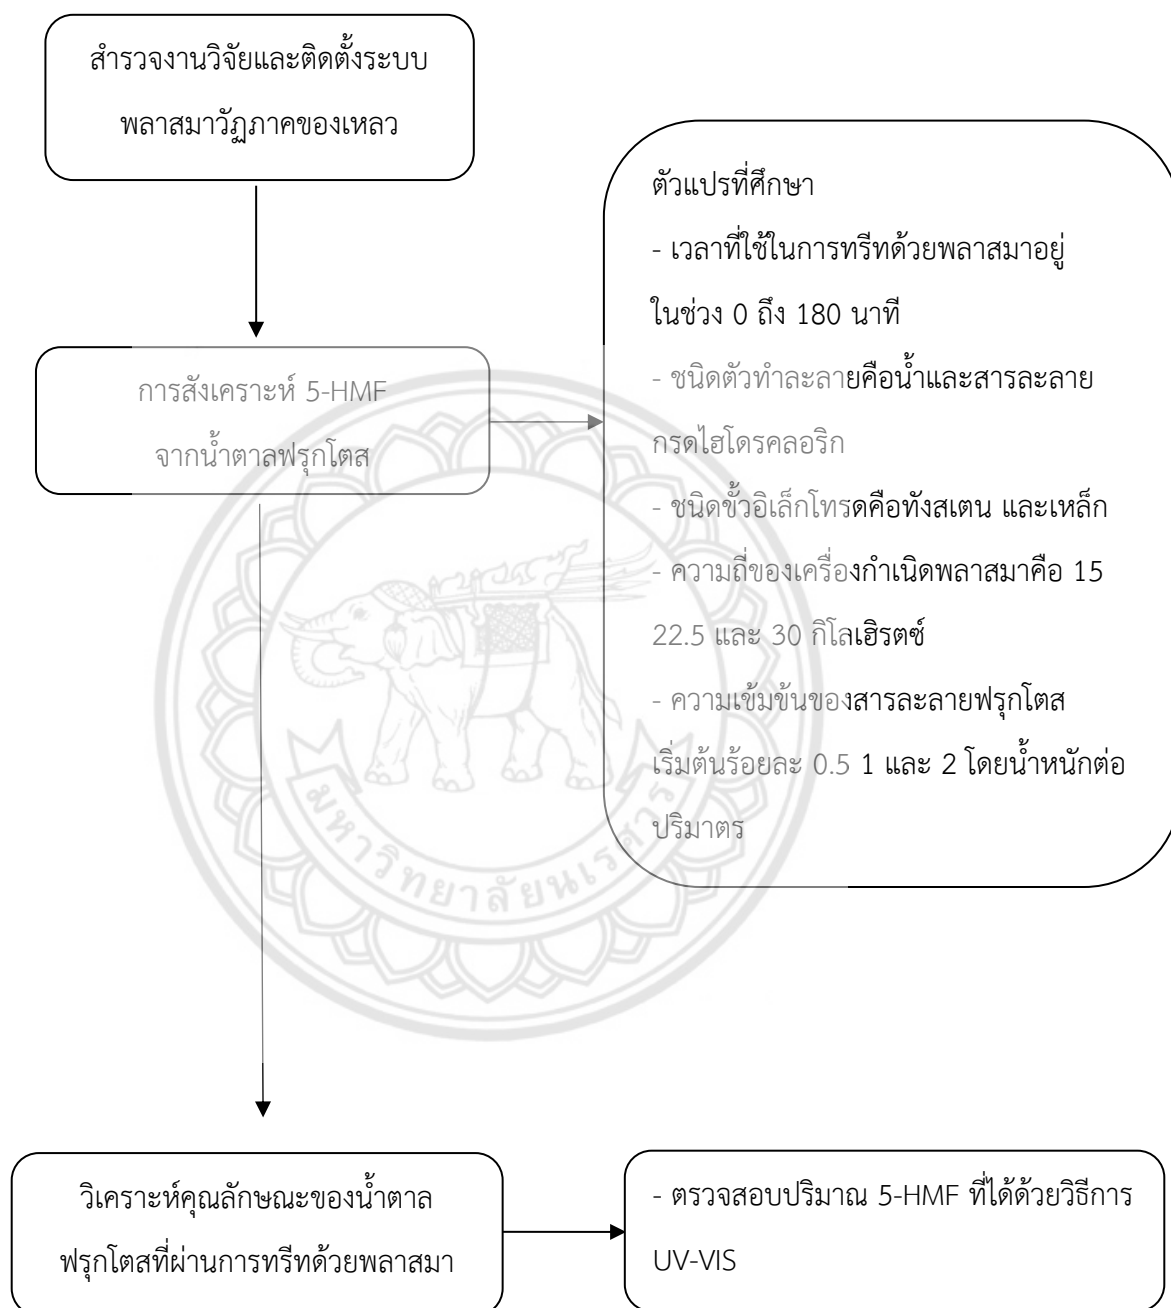 สำรวจงานวิจัยและติดตั้งระบบ
พลาสมาวัฏภาคของเหลว
การสังเคราะห์ 5-HMF
จากน้ำตาลฟรุกโตส
ตัวแปรที่ศึกษา
- เวลาที่ใช้ในการทรีทด้วยพลาสมาอยู่
ในช่วง 0 ถึง 180 นาที
- ชนิดตัวทำละลายคือน้ำและสารละลาย
กรดไฮโดรคลอริก
- ชนิดขั้วอิเล็กโทรดคือทังสเตน และเหล็ก
- ความถี่ของเครื่องกำเนิดพลาสมาคือ 15
22.5 และ 30 กิโลเฮิรตซ์
- ความเข้มข้นของสารละลายฟรุกโตส
เริ่มต้นร้อยละ 0.5 1 และ 2 โดยน้ำหนักต่อ
ปริมาตร
มหาวิทยาลัยนเรศวร
วิเคราะห์คุณลักษณะของน้ำตาล
ฟรุกโตสที่ผ่านการทรีทด้วยพลาสมา
- ตรวจสอบปริมาณ 5-HMF ที่ได้ด้วยวิธีการ
UV-VIS